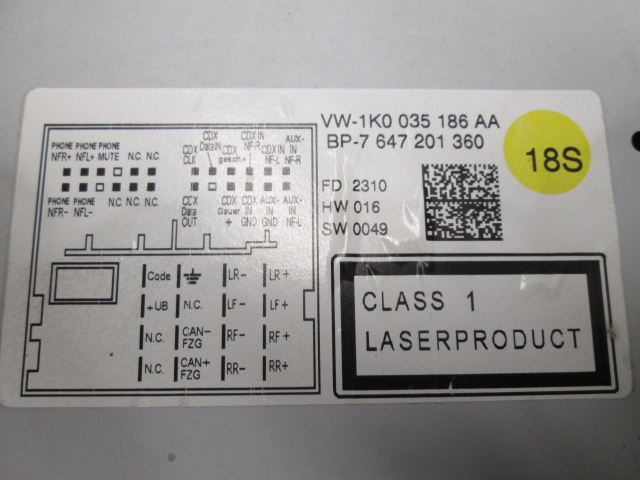 VW-1K0 035 186 AA
BP-7 647 201 360
18S
FD 2310
HW 016
SW 0049
CLASS 1
LASERPRODUCT
PHONE PHONE PHONE
NFR+ NFL+ MUTE N.C. N.C.
CDX CLK
CDX DataIN
CDX gesch.+
CDX IN NF-R
CDX IN NF-L
AUX- IN NF-R
PHONE PHONE
NFR- NFL- N.C. N.C. N.C.
Data OUT
CDX Dauer +
CDX IN GND
AUX- IN GND
AUX- IN NF-L
Code LR- LR+
+UB N.C. LF- LF+
N.C. CAN- FZG RF- RF+
N.C. CAN+ FZG RR- RR+